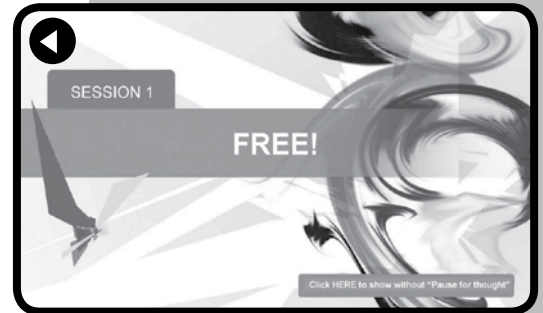 SESSION 1
FREE!
Click HERE to show without "Pause for thought"